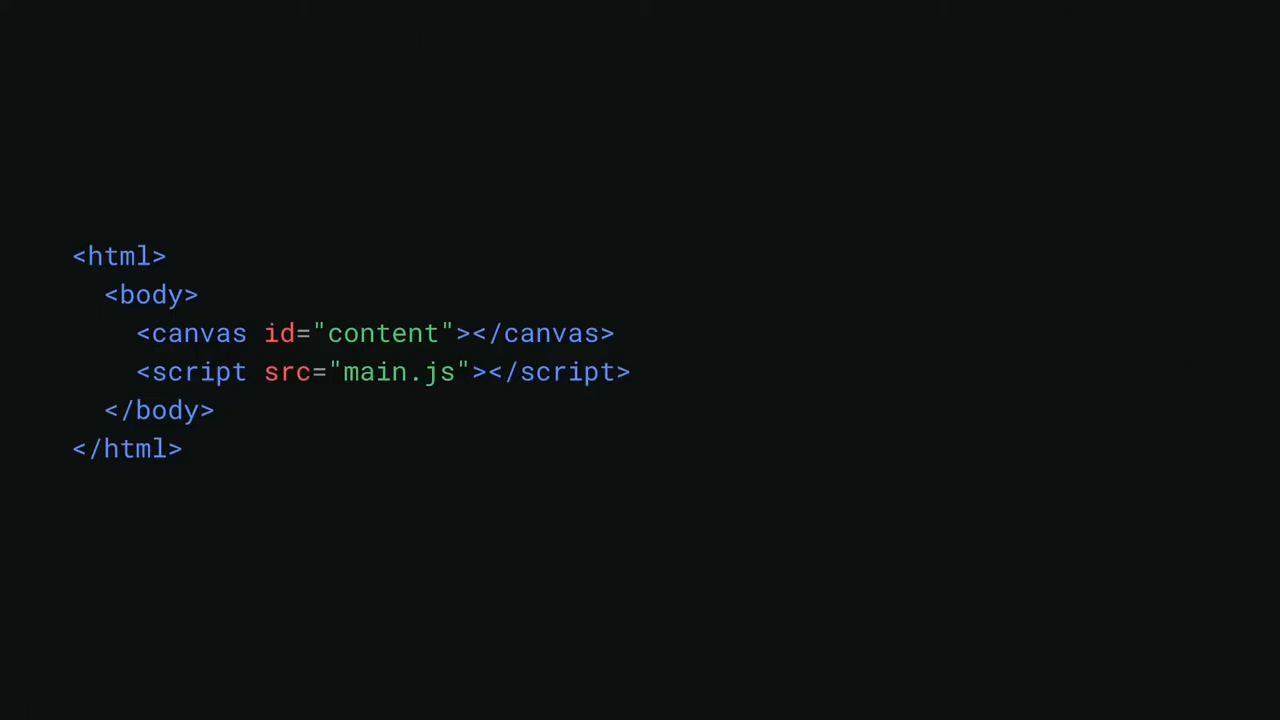 <html>
  <body>
    <canvas id="content"></canvas>
    <script src="main.js"></script>
  </body>
</html>